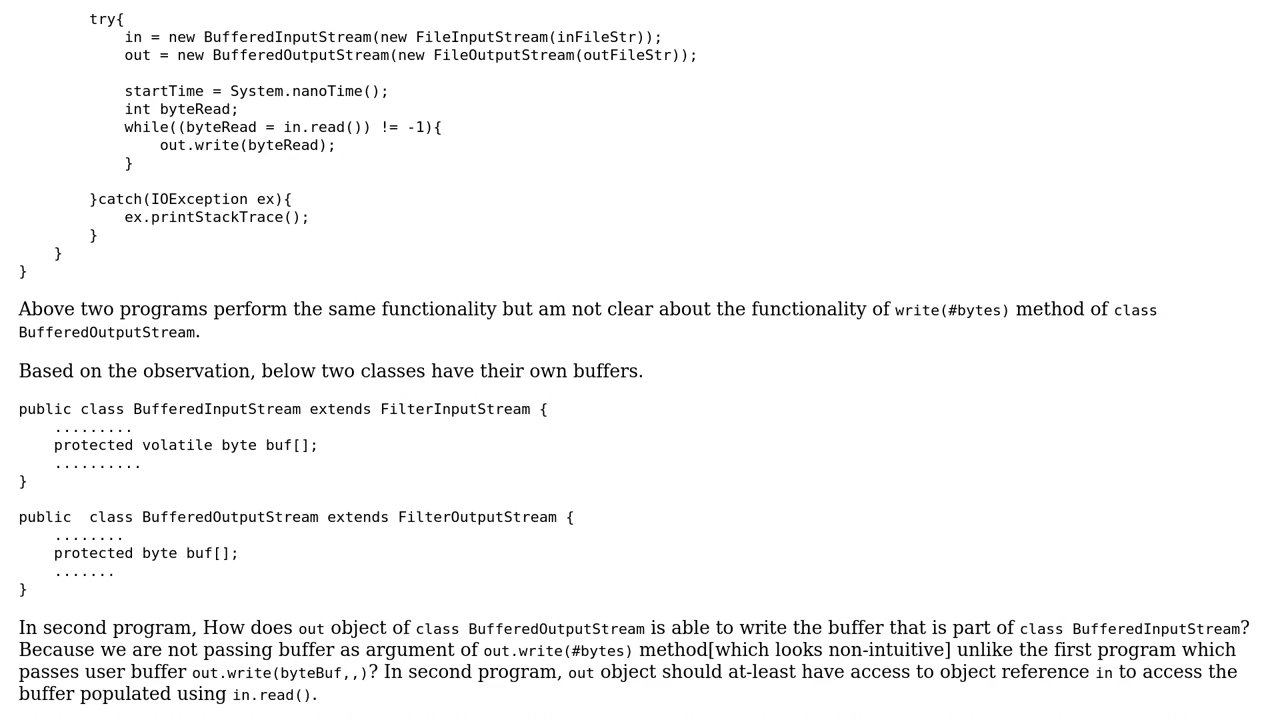 try{
            in = new BufferedInputStream(new FileInputStream(inFileStr));
            out = new BufferedOutputStream(new FileOutputStream(outFileStr));

            startTime = System.nanoTime();
            int byteRead;
            while((byteRead = in.read()) != -1){
                out.write(byteRead);
            }

        }catch(IOException ex){
            ex.printStackTrace();
        }
    }
}
Above two programs perform the same functionality but am not clear about the functionality of write(#bytes) method of class
BufferedOutputStream.
Based on the observation, below two classes have their own buffers.
public class BufferedInputStream extends FilterInputStream {
    .........
    protected volatile byte buf[];
    ..........
}

public  class BufferedOutputStream extends FilterOutputStream {
    ........
    protected byte buf[];
    .......
}
In second program, How does out object of class BufferedOutputStream is able to write the buffer that is part of class BufferedInputStream?
Because we are not passing buffer as argument of out.write(#bytes) method[which looks non-intuitive] unlike the first program which
passes user buffer out.write(byteBuf,,)? In second program, out object should at-least have access to object reference in to access the
buffer populated using in.read().